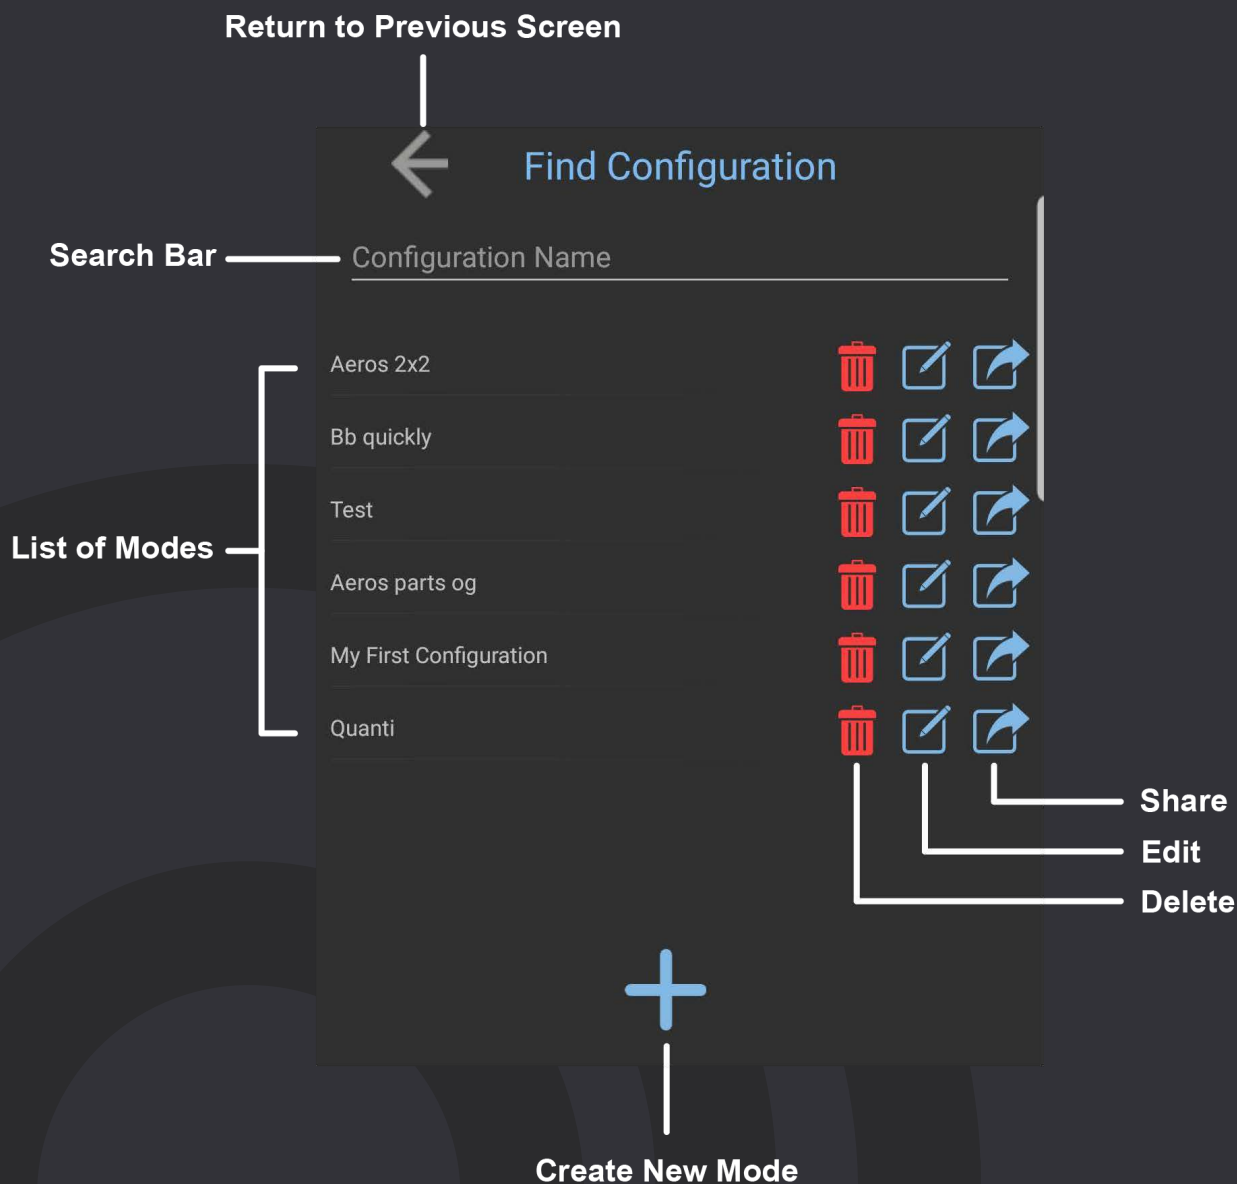 Return to Previous Screen
Find Configuration
Search Bar
Configuration Name
Aeros 2x2
Bb quickly
Test
List of Modes
Aeros parts og
My First Configuration
Quanti
Share
Edit
Delete
Create New Mode